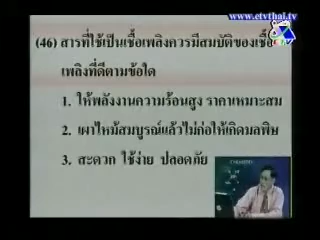 www.etvthai.tv
(46) สารที่ใช้เป็นเชื้อเพลิงควรมีสมบัติของเชื้อ
เพลิงที่ดีตามข้อใด
1. ให้พลังงานความร้อนสูง ราคาเหมาะสม
2. เผาไหม้สมบูรณ์แล้วไม่ก่อให้เกิดมลพิษ
3. สะดวก ใช้ง่าย ปลอดภัย